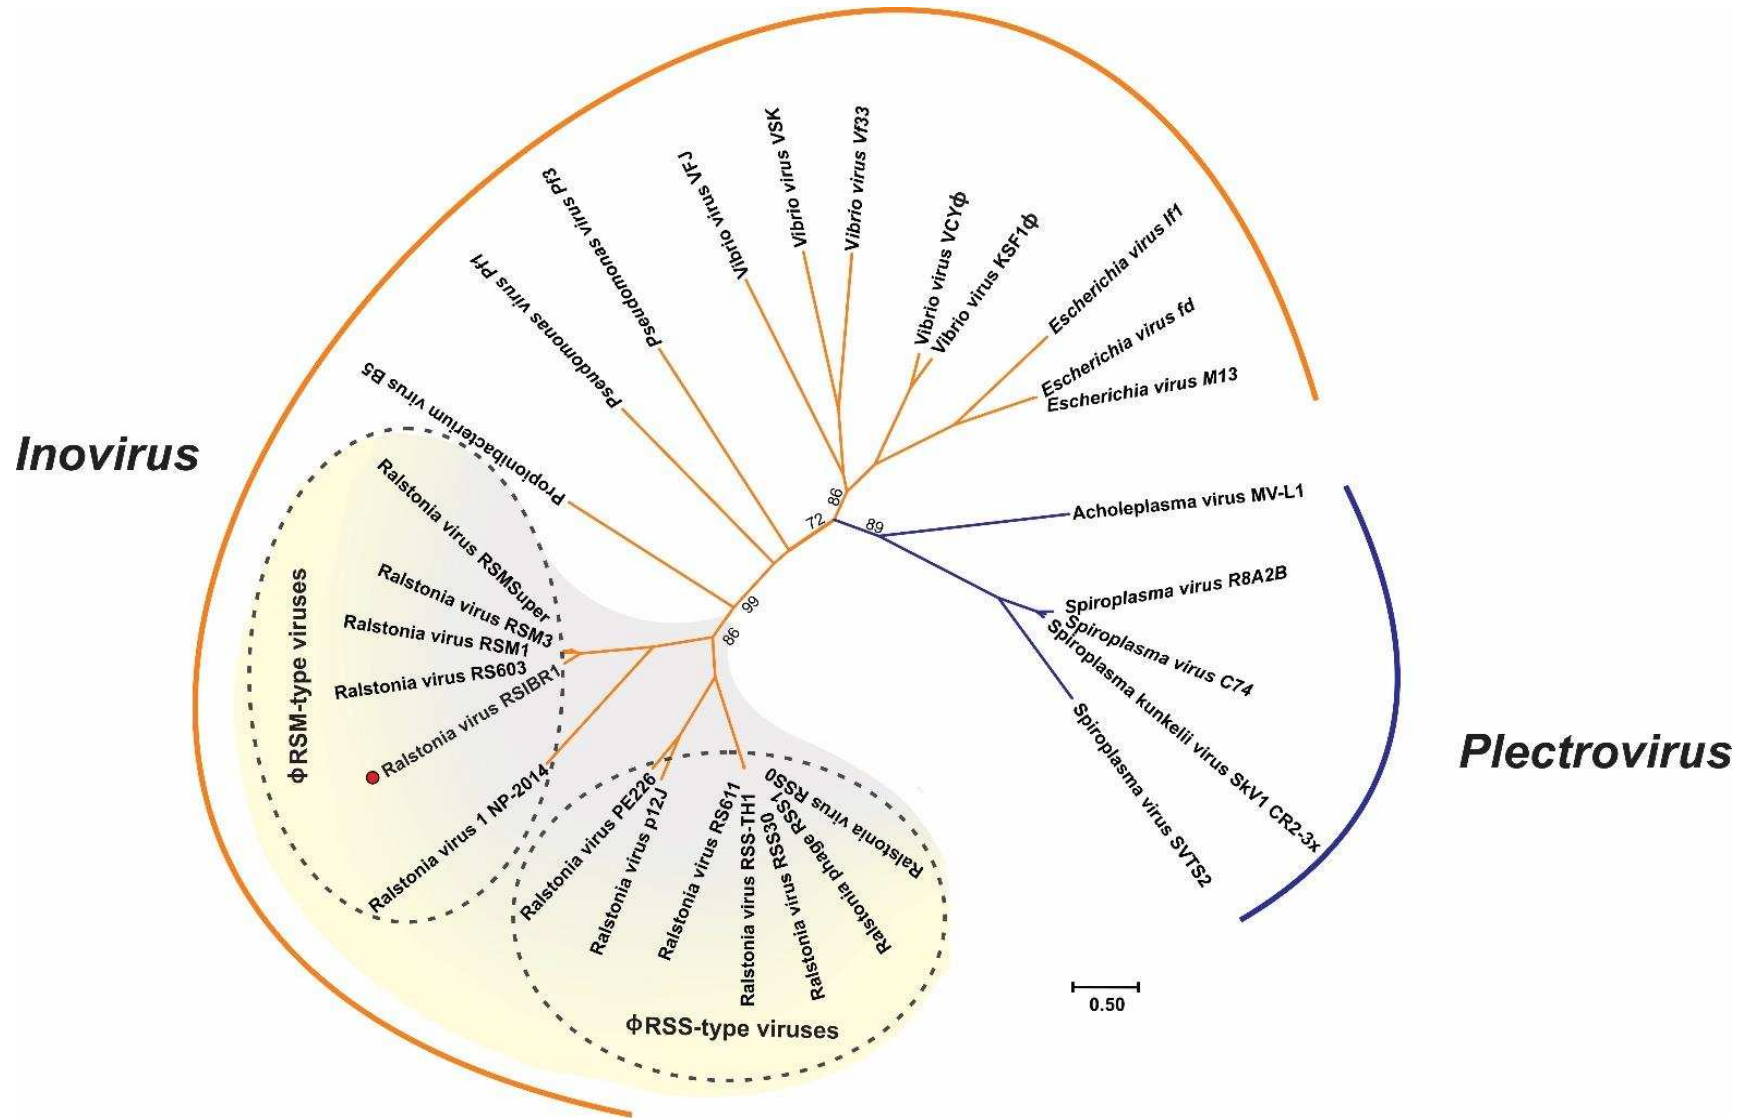 Inovirus
Plectrovirus
Propionibacterium virus B5
Pseudomonas virus Pf1
Pseudomonas virus Pf3
Vibrio virus VFJ
Vibrio virus VSK
Vibrio virus Vf33
Vibrio virus VCYϕ
Vibrio virus KSF1ϕ
Escherichia virus If1
Escherichia virus fd
Escherichia virus M13
Acholeplasma virus MV-L1
Spiroplasma virus R8A2B
Spiroplasma virus C74
Spiroplasma kunkelii virus SkV1 CR2-3x
Spiroplasma virus SVTS2
86
72
89
99
86
ϕRSM-type viruses
Ralstonia virus RSMSuper
Ralstonia virus RSM3
Ralstonia virus RSM1
Ralstonia virus RS603
Ralstonia virus RSIBR1
Ralstonia virus 1 NP-2014
Ralstonia virus PE226
Ralstonia virus p12J
Ralstonia virus RS611
Ralstonia virus RSS-TH1
Ralstonia virus RSS30
Ralstonia phage RSS1
Ralstonia virus RSS0
ϕRSS-type viruses
0.50